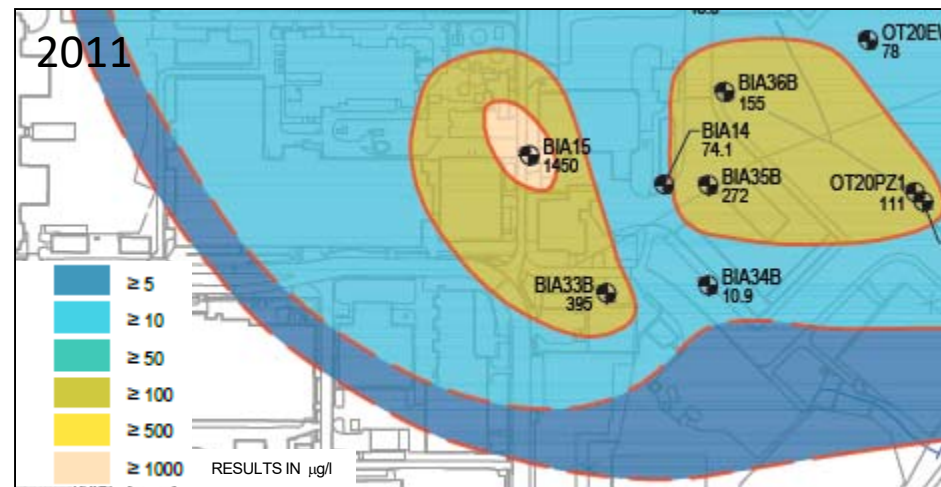 2011
OT20EW
78
BIA36B
155
BIA14
74.1
BIA15
1450
BIA35B
272
OT20PZ1
111
BIA33B
395
BIA34B
10.9
≥ 5
≥ 10
≥ 50
≥ 100
≥ 500
≥ 1000
RESULTS IN µg/l